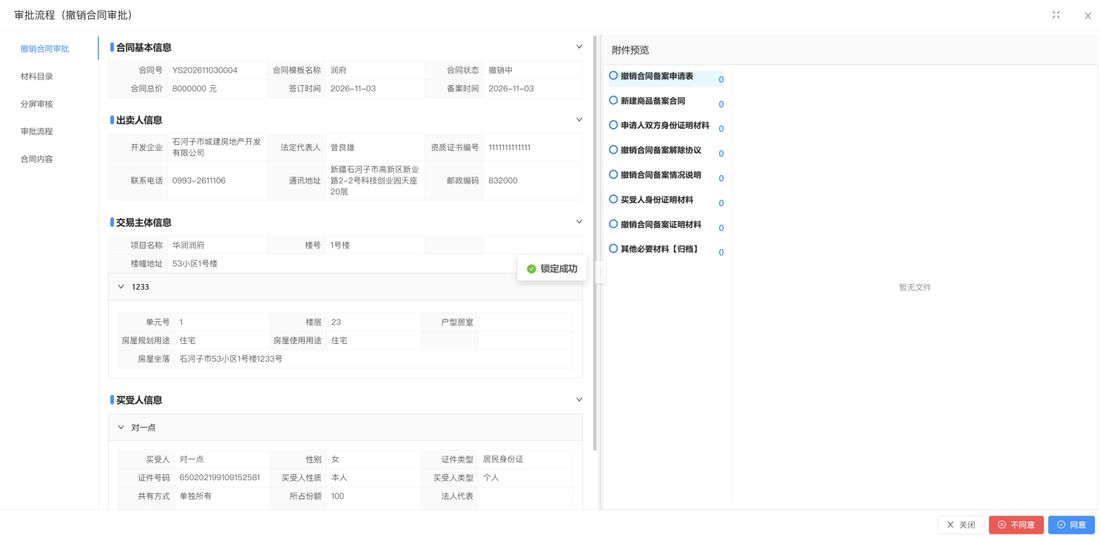 审批流程（撤销合同审批）
撤销合同审批
材料目录
分屏审核
审批流程
合同内容
合同基本信息
合同号 YS202611030004 合同模板名称 润府 合同状态 撤销中
合同总价 8000000 元 签订时间 2026-11-03 备案时间 2026-11-03
出卖人信息
开发企业 石河子市城建房地产开发有限公司 法定代表人 曾良雄 资质证书编号 1111111111111
联系电话 0993-2611106 通讯地址 新疆石河子市高新区新业路2-2号科技创业园天座20层 邮政编码 832000
交易主体信息
项目名称 华润润府 楼号 1号楼
楼幢地址 53小区1号楼
锁定成功
1233
单元号 1 楼层 23 户型居室
房屋规划用途 住宅 房屋使用用途 住宅
房屋坐落 石河子市53小区1号楼1233号
买受人信息
对一点
买受人 对一点 性别 女 证件类型 居民身份证
证件号码 650202199109152581 买受人性质 本人 买受人类型 个人
共有方式 单独所有 所占份额 100 法人代表
附件预览
撤销合同备案申请表 0
新建商品备案合同 0
申请人双方身份证明材料 0
撤销合同备案解除协议 0
撤销合同备案情况说明 0
买受人身份证明材料 0
撤销合同备案证明材料 0
其他必要材料【归档】 0
暂无文件
关闭
不同意
同意